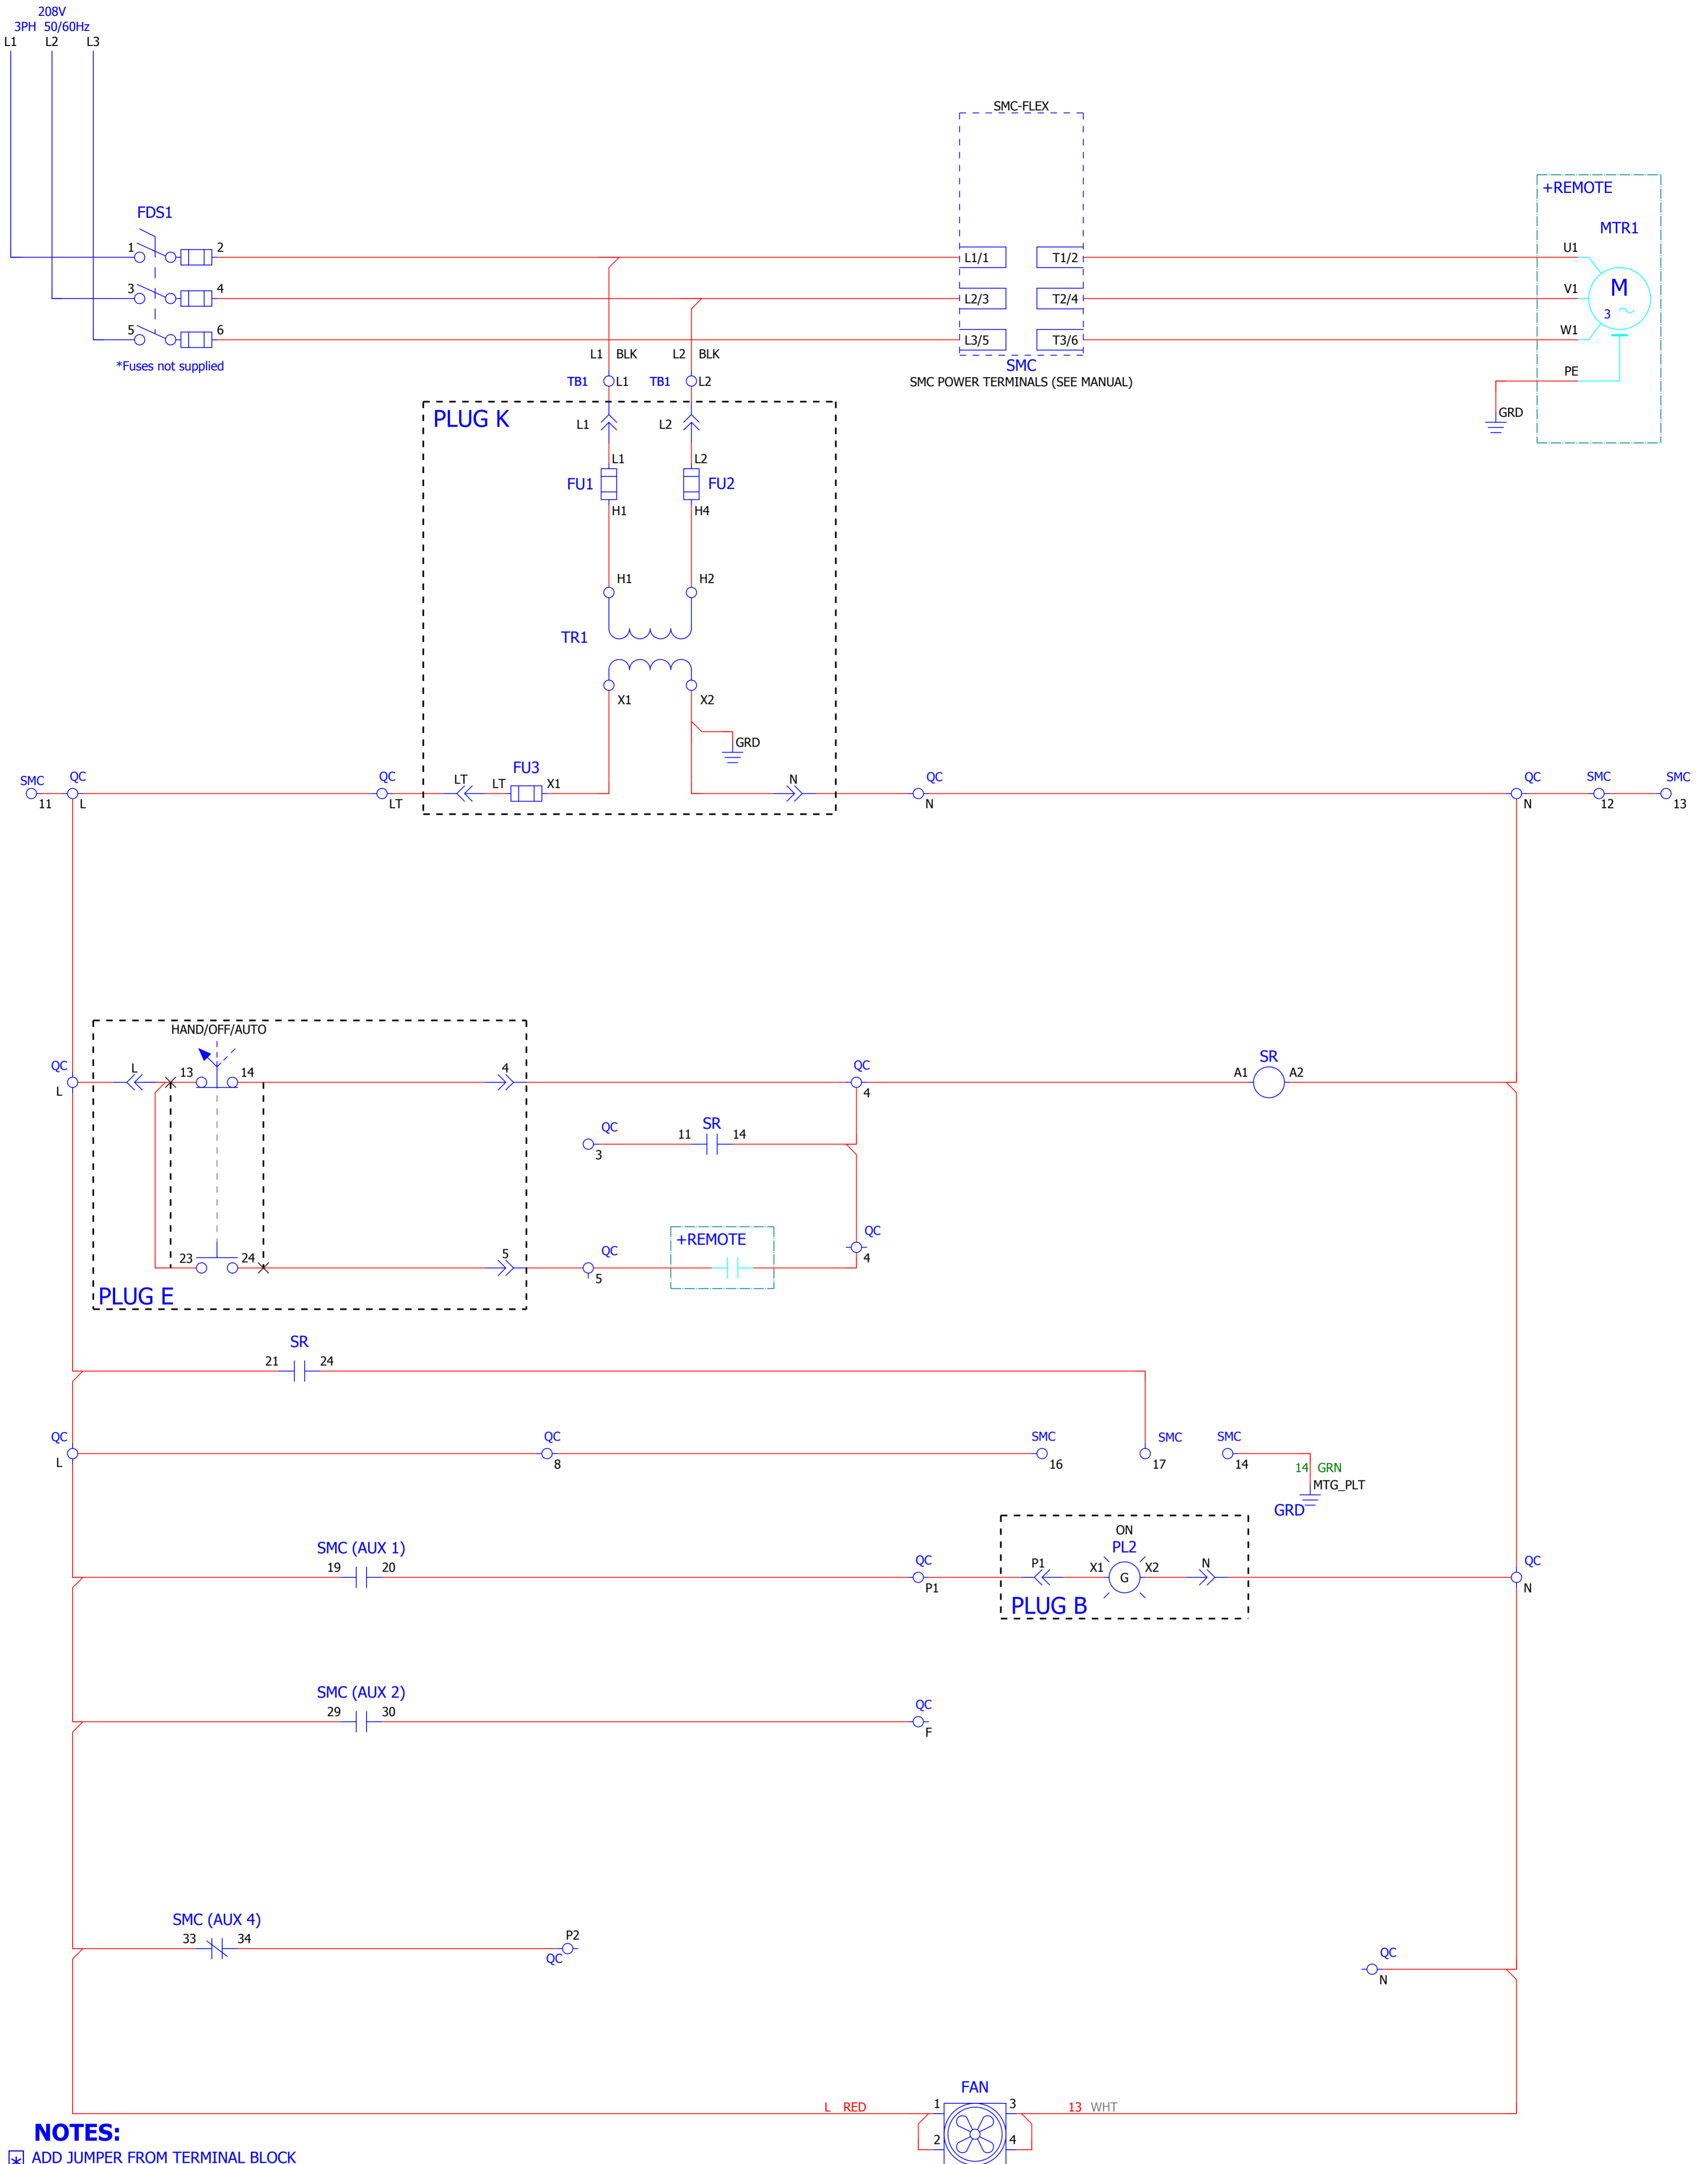 208V
3PH 50/60Hz
L1 L2 L3
SMC-FLEX
+REMOTE
MTR1
FDS1
1 2 L1/1 T1/2 U1
3 4 L2/3 T2/4 V1 M
3
5 6 L3/5 T3/6 W1
*Fuses not supplied
L1 BLK L2 BLK
SMC
SMC POWER TERMINALS (SEE MANUAL)
PE
TB1 L1 TB1 L2
GRD
PLUG K
L1 L2
L1 L2
FU1 FU2
H1 H4
H1 H2
TR1
X1 X2
GRD
SMC QC QC LT LT FU3 X1 N QC QC SMC SMC
11 L LT N N 12 13
HAND/OFF/AUTO
QC L 13 14 4 QC SR
L 4 A1 A2
QC 11 SR 14
3
QC
4
+REMOTE
23 24 5 QC
5
PLUG E
SR
21 24
QC QC SMC SMC SMC
L 8 16 17 14
14 GRN
MTG_PLT
GRD
ON
SMC (AUX 1) PL2
19 20 QC P1 X1 G X2 N QC
P1 N
PLUG B
SMC (AUX 2)
29 30 QC
F
SMC (AUX 4)
33 34 P2
QC
QC
N
FAN
L RED 1 3 13 WHT
2 4
NOTES:
* ADD JUMPER FROM TERMINAL BLOCK